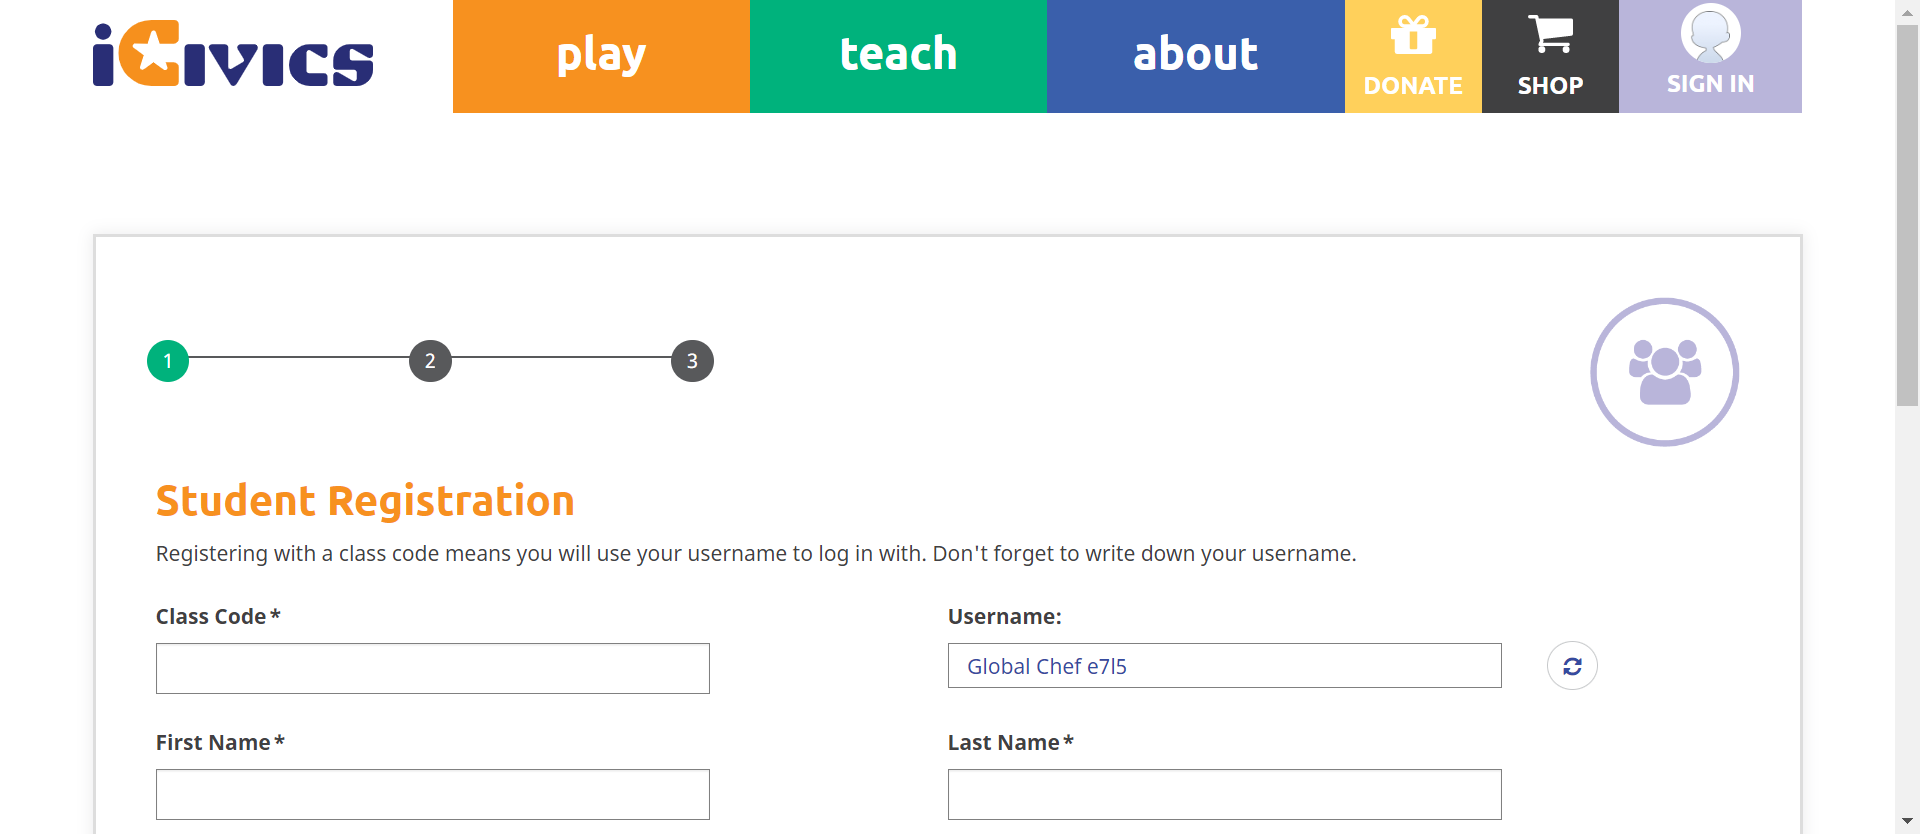 iCivics
play
teach
about
DONATE
SHOP
SIGN IN
1
2
3
Student Registration
Registering with a class code means you will use your username to log in with. Don't forget to write down your username.
Class Code*
Username:
Global Chef e7l5
First Name*
Last Name*